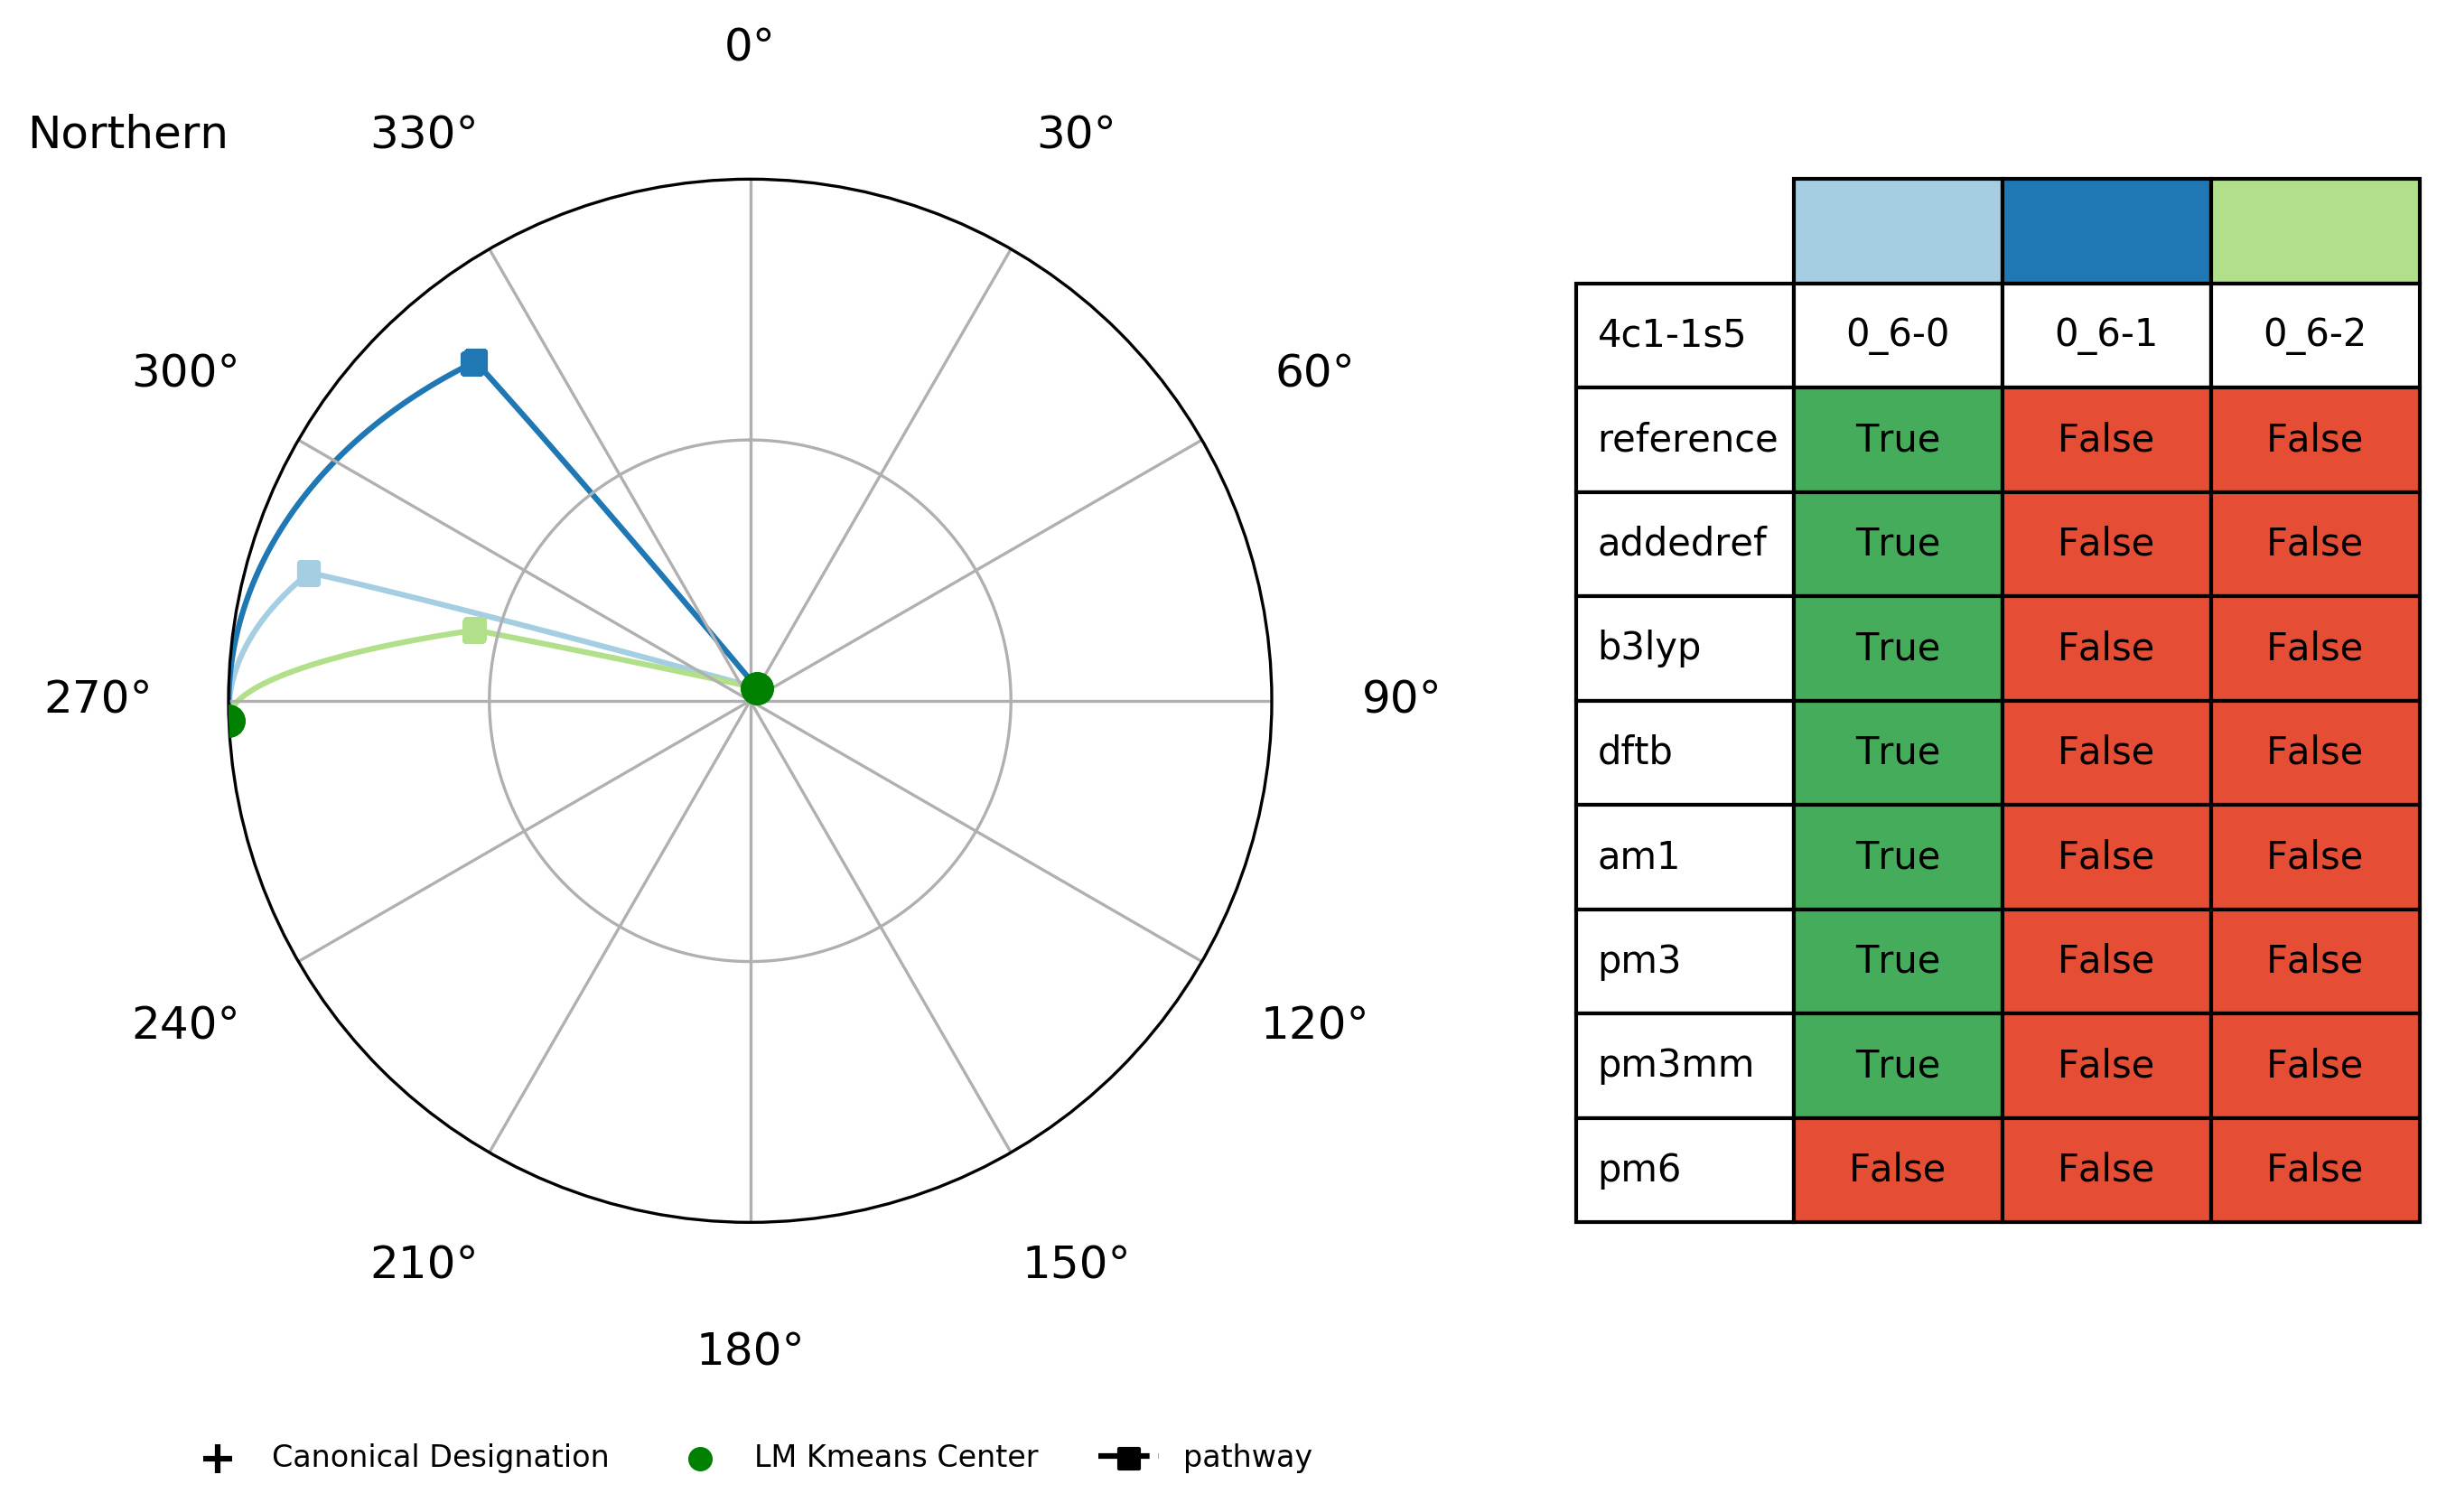 0°
Northern 330° 30°
300° 60°
270° 90°
240° 120°
210° 150°
180°
4c1-1s5 0_6-0 0_6-1 0_6-2
reference True False False
addedref True False False
b3lyp True False False
dftb True False False
am1 True False False
pm3 True False False
pm3mm True False False
pm6 False False False
Canonical Designation LM Kmeans Center pathway